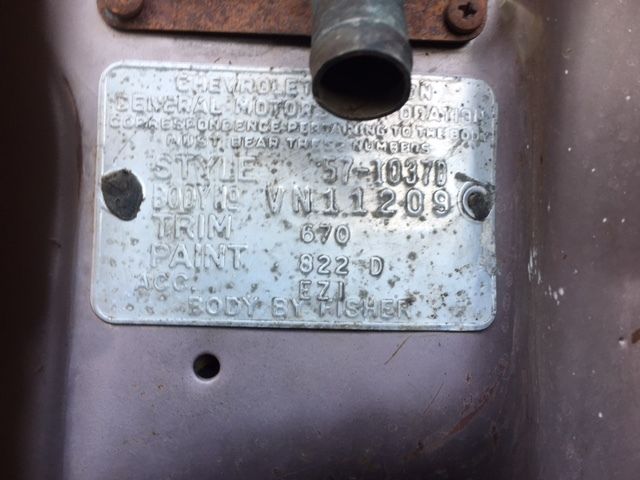 CHEVROLET
GENERAL MOTORS
CORRESPONDENCE PERTAINING TO THE BODY
MUST BEAR THESE NUMBERS
STYLE 57-1037D
BODY NO VN11209
TRIM 670
PAINT 822 D
ACC. EZI
BODY BY FISHER